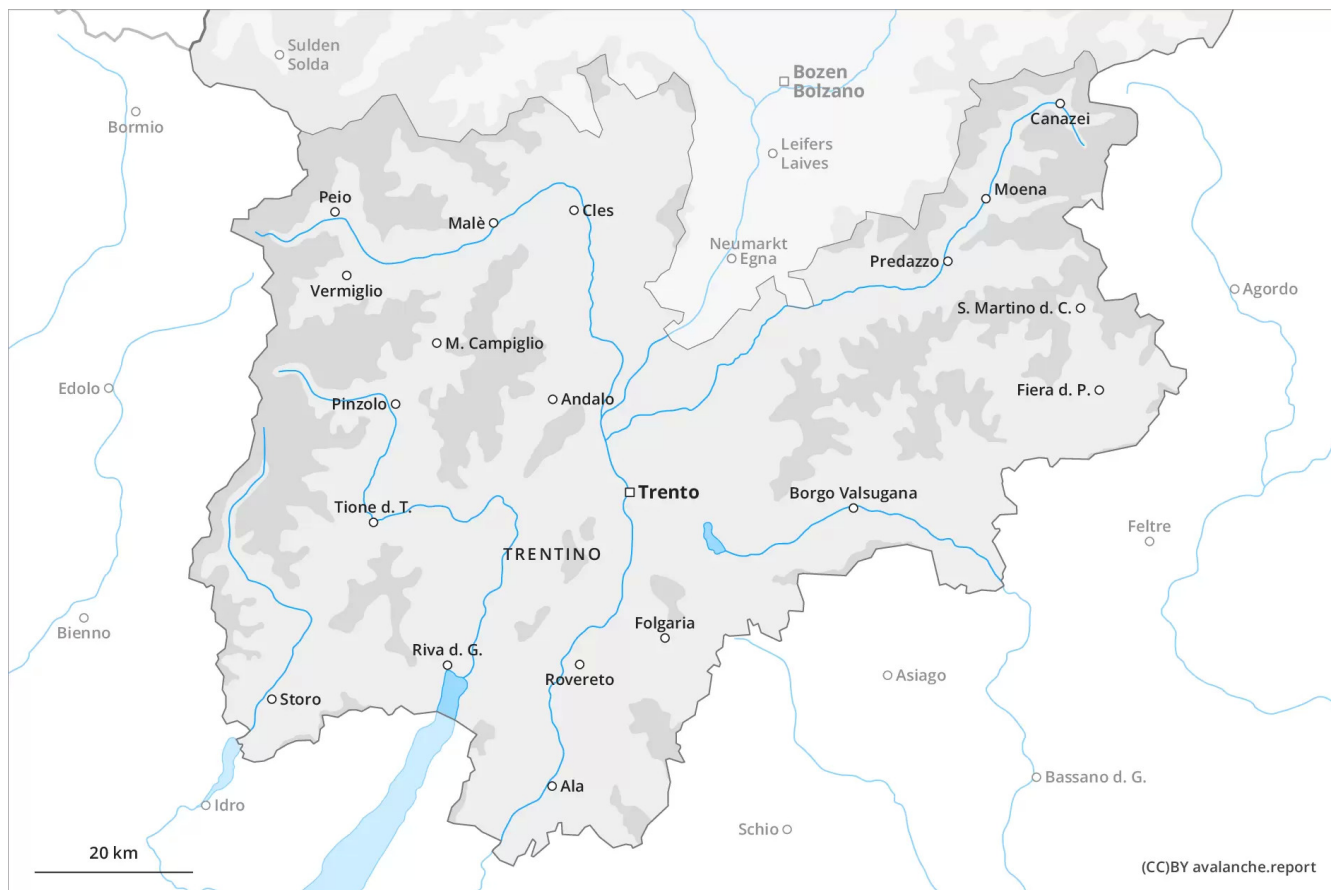 Sulden
Solda
Bozen
Bolzano
Bormio
Canazei
Leifers
Laives
Peio
Moena
Malè
Cles
Neumarkt
Egna
Predazzo
Vermiglio
Agordo
S. Martino d. C.
M. Campiglio
Edolo
Fiera d. P.
Pinzolo
Andalo
Trento
Borgo Valsugana
Tione d. T.
Feltre
TRENTINO
Bienno
Folgaria
Riva d. G.
Rovereto
Asiago
Storo
Bassano d. G.
Ala
Idro
Schio
20 km
(CC)BY avalanche.report